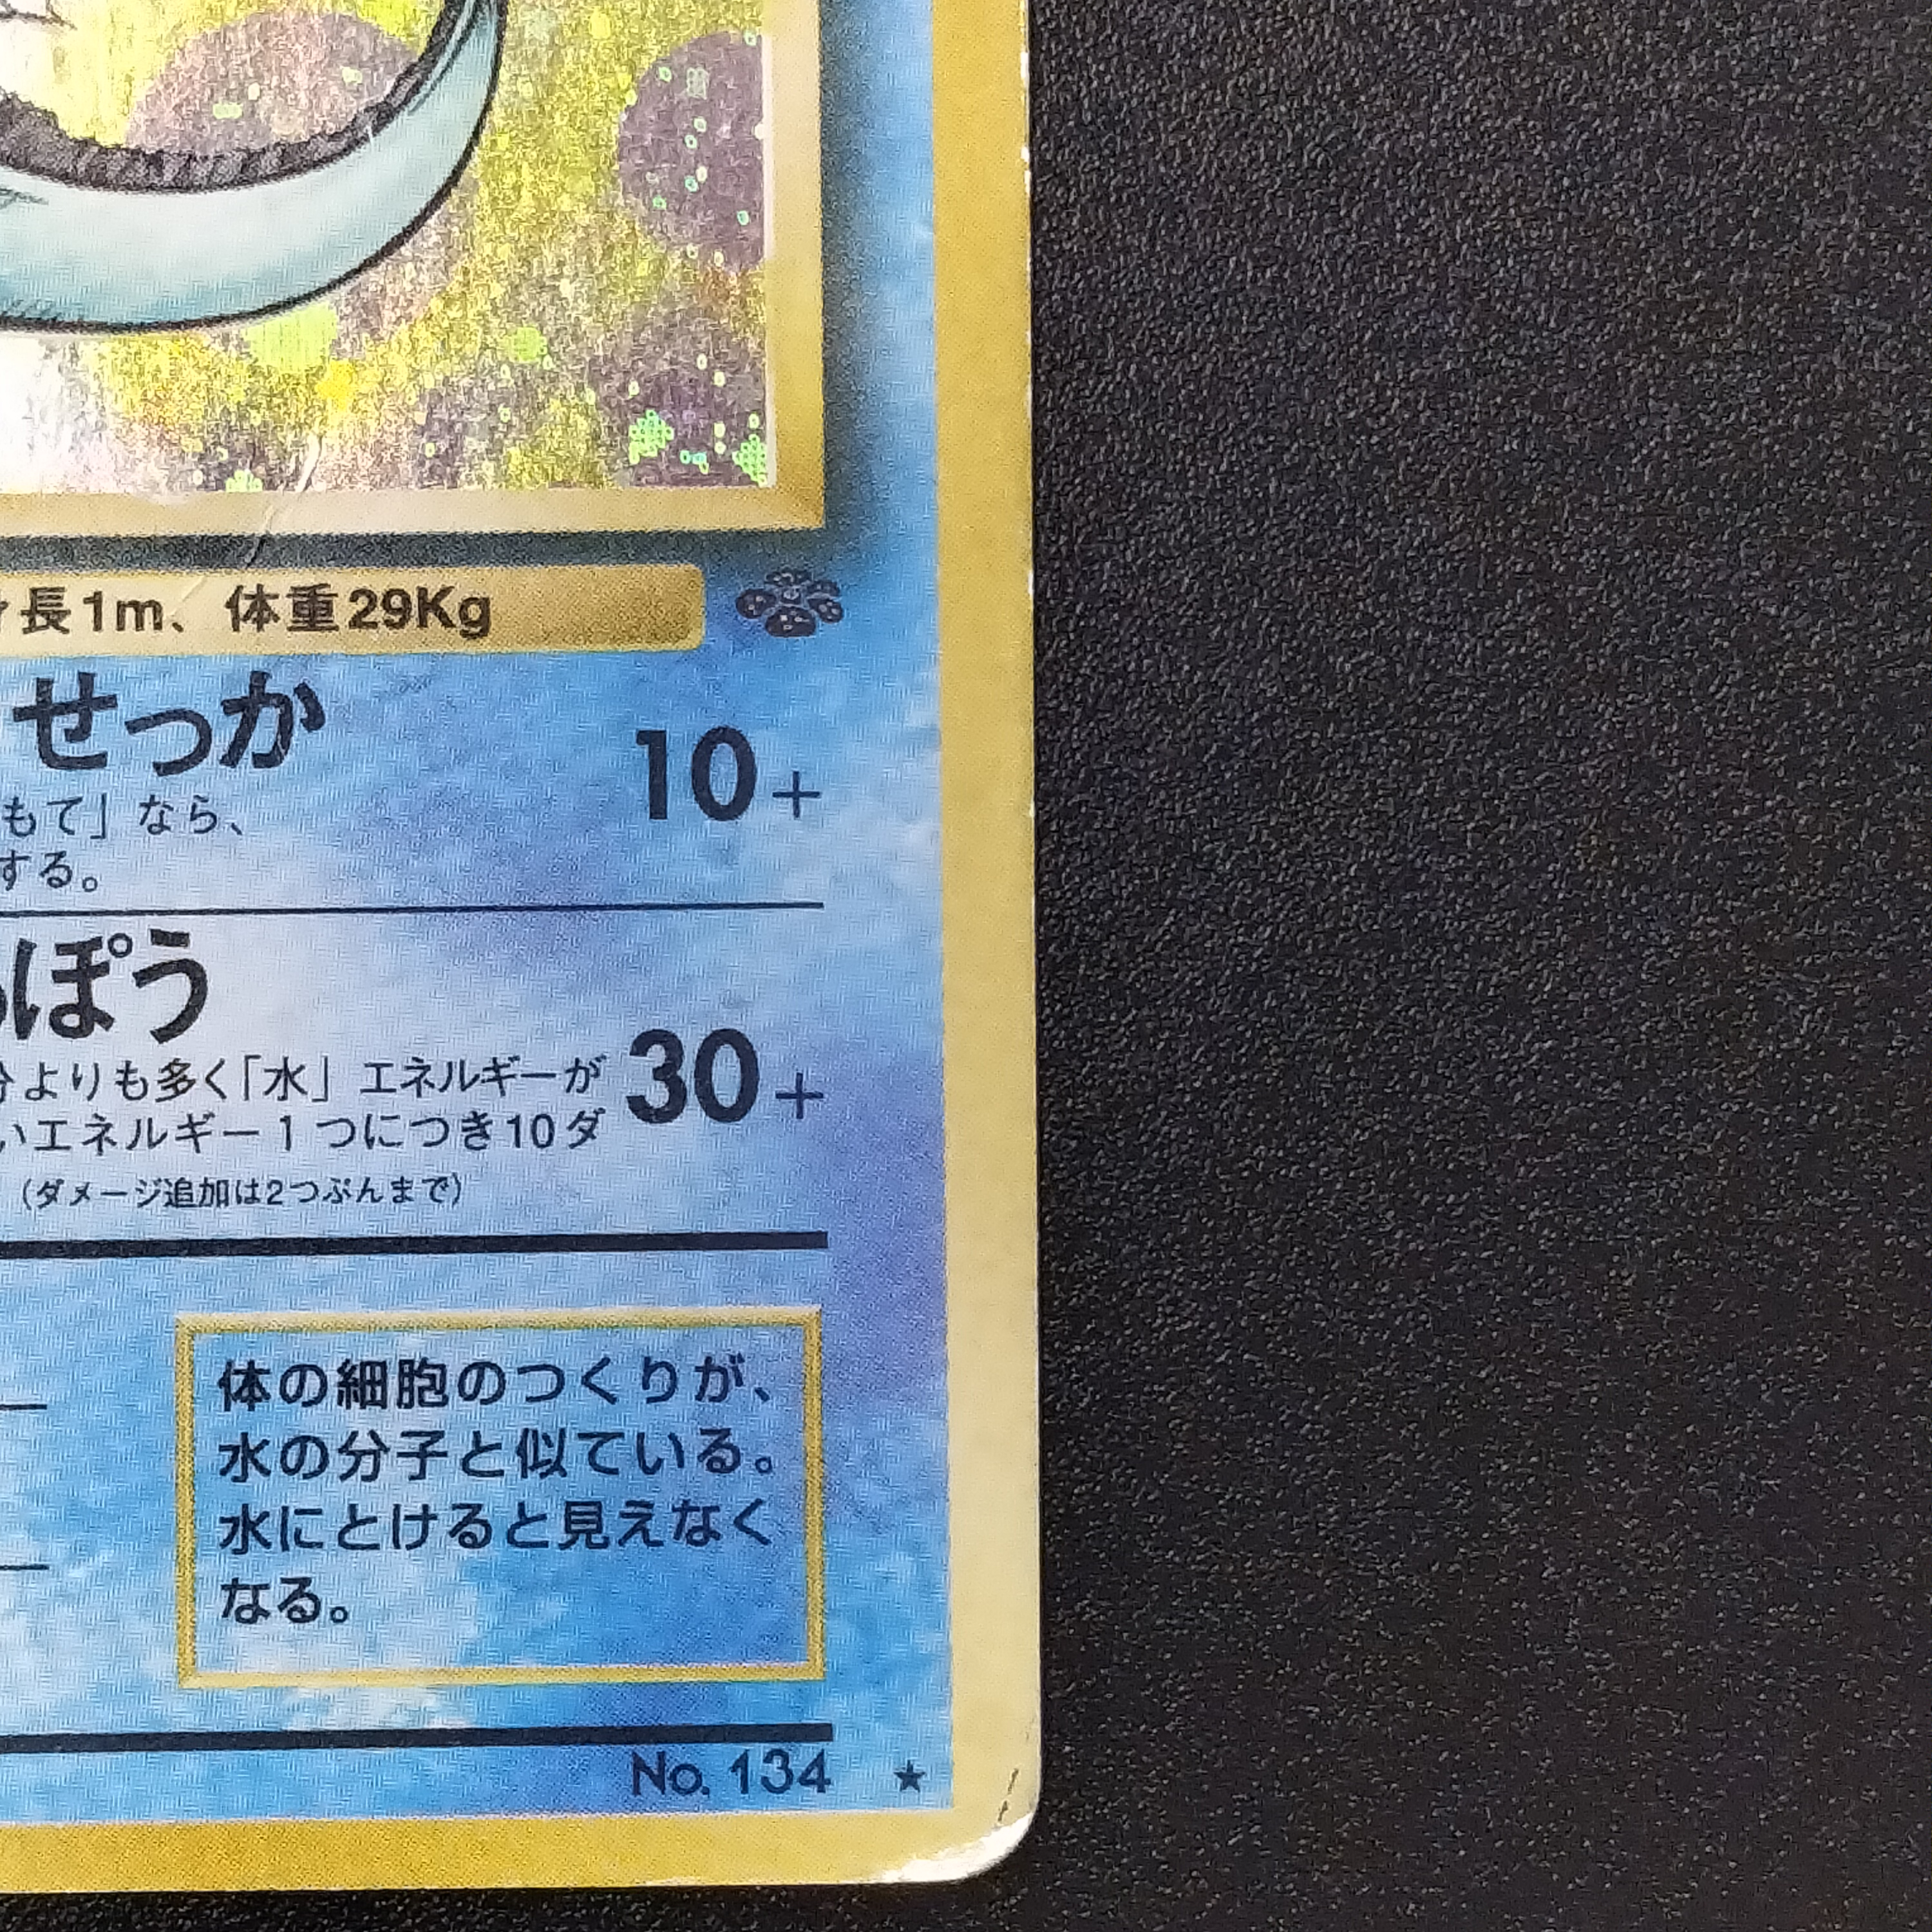 長1m、体重29Kg
せっか
10+
もて」なら、
する。
ぽう
30+
よりも多く「水」エネルギーが
いエネルギー1つにつき10ダ
(ダメージ追加は2つぶんまで)
体の細胞のつくりが、
水の分子と似ている。
水にとけると見えなく
なる。
No. 134 ★